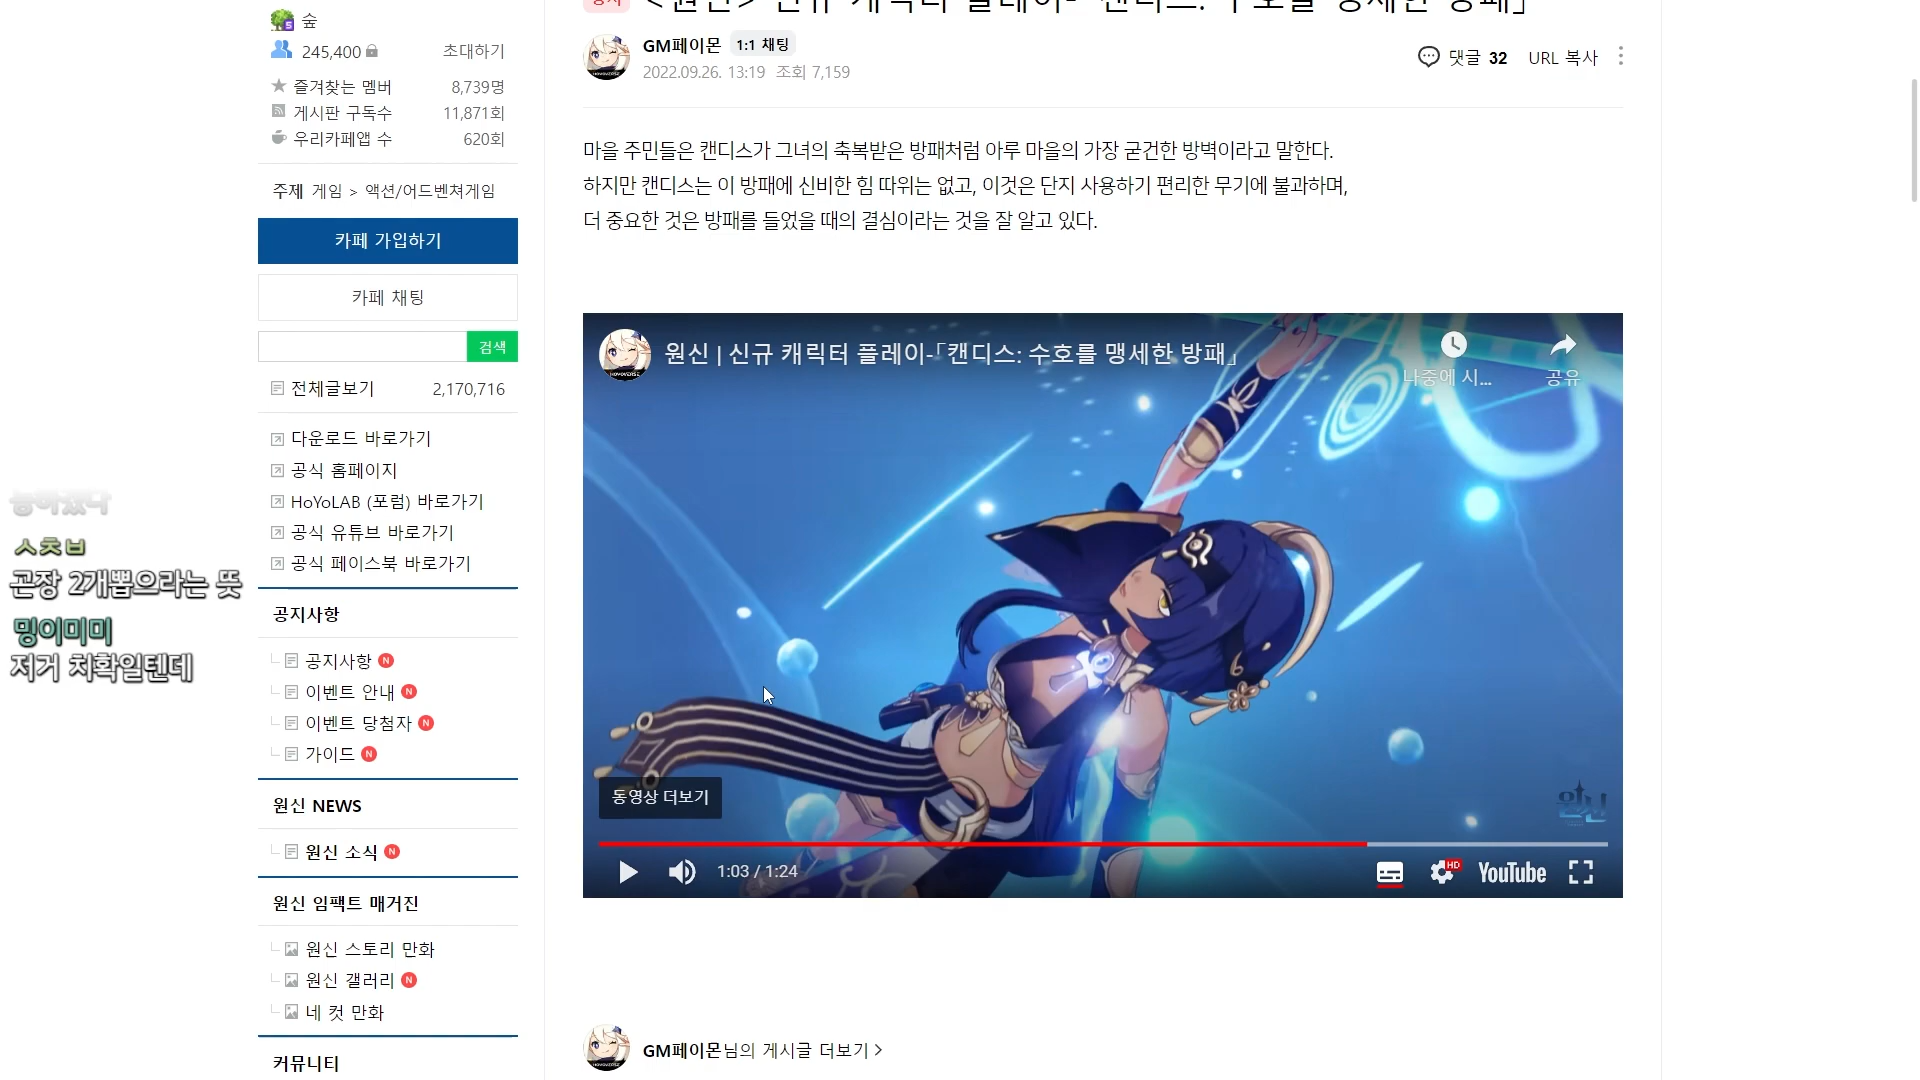 숲
245,400
초대하기
즐겨찾는 멤버 8,739명
게시판 구독수 11,871회
우리카페앱 수 620회
주제 게임 > 액션/어드벤쳐게임
카페 가입하기
카페 채팅
검색
전체글보기 2,170,716
다운로드 바로가기
공식 홈페이지
HoYoLAB (포럼) 바로가기
공식 유튜브 바로가기
공식 페이스북 바로가기
공지사항
공지사항 N
이벤트 안내 N
이벤트 당첨자 N
가이드 N
원신 NEWS
원신 소식 N
원신 임팩트 매거진
원신 스토리 만화
원신 갤러리 N
네 컷 만화
커뮤니티
ㅅㅊㅂ
곤장 2개뽑으라는 뜻
밍이미미
저거 치확일텐데
GM페이몬 1:1 채팅
2022.09.26. 13:19 조회 7,159
댓글 32 URL 복사
마을 주민들은 캔디스가 그녀의 축복받은 방패처럼 아루 마을의 가장 굳건한 방벽이라고 말한다.
하지만 캔디스는 이 방패에 신비한 힘 따위는 없고, 이것은 단지 사용하기 편리한 무기에 불과하며,
더 중요한 것은 방패를 들었을 때의 결심이라는 것을 잘 알고 있다.
원신 | 신규 캐릭터 플레이-「캔디스: 수호를 맹세한 방패」
나중에 시...
공유
동영상 더보기
원신
1:03 / 1:24
HD
YouTube
GM페이몬님의 게시글 더보기 >